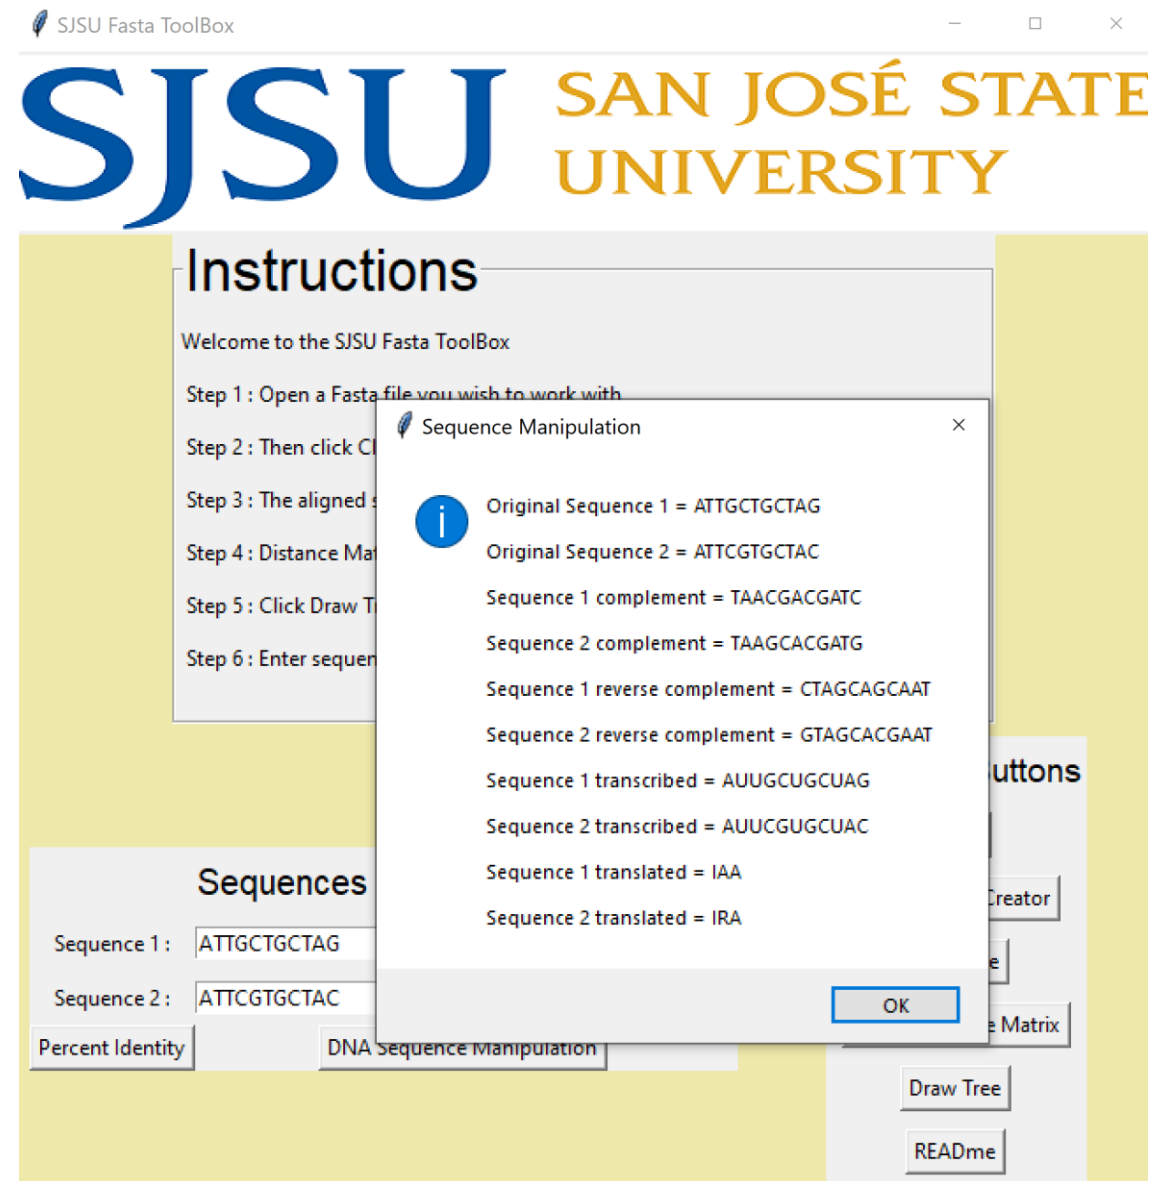 SJSU Fasta ToolBox
SJSU
SAN JOSÉ STATE
UNIVERSITY
Instructions
Welcome to the SJSU Fasta ToolBox
Step 1 : Open a Fasta file you wish to work with
Step 2 : Then click
Step 3 : The aligned
Step 4 : Distance
Step 5 : Click Draw
Step 6 : Enter
Sequence Manipulation
i
Original Sequence 1 = ATTGCTGCTAG
Original Sequence 2 = ATTCGTGCTAC
Sequence 1 complement = TAACGACGATC
Sequence 2 complement = TAAGCACGATG
Sequence 1 reverse complement = CTAGCAGCAAT
Sequence 2 reverse complement = GTAGCACGAAT
Sequence 1 transcribed = AUUGCUGCUAG
Sequence 2 transcribed = AUUCGUGCUAC
Sequence 1 translated = IAA
Sequence 2 translated = IRA
OK
Sequences
Sequence 1 : ATTGCTGCTAG
Sequence 2 : ATTCGTGCTAC
Percent Identity
DNA Sequence Manipulation
uttons
Creator
e
e Matrix
Draw Tree
READme